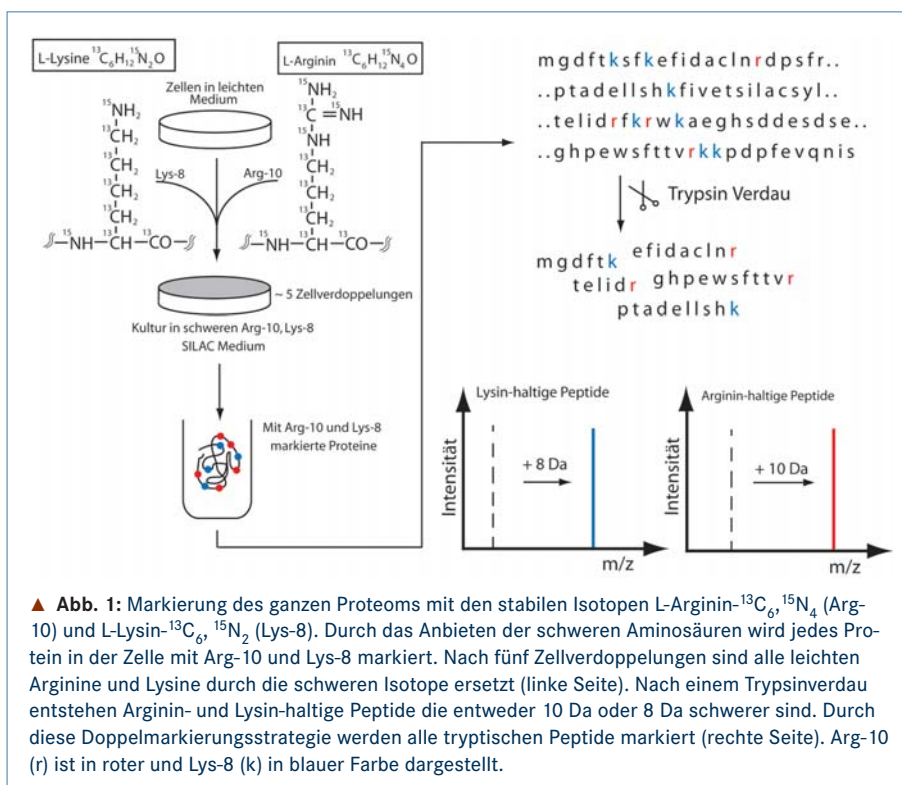 L-Lysine ¹³C₆H₁₂¹⁵N₂O
L-Arginin ¹³C₆H₁₂¹⁵N₄O
Zellen in leichten
Medium
¹⁵NH₂
¹³CH₂
¹³CH₂
¹³CH₂
¹³CH₂
¹⁵–NH–¹³CH–¹³CO–
Lys-8
Arg-10
¹⁵NH₂
¹³C=¹⁵NH
¹⁵NH
¹³CH₂
¹³CH₂
¹³CH₂
¹⁵–NH–¹³CH–¹³CO–
~ 5 Zellverdoppelungen
Kultur in schweren Arg-10, Lys-8
SILAC Medium
Mit Arg-10 und Lys-8
markierte Proteine
mgdftksfkefidaclnrdpsfr..
..ptadellshkfivetsilacsyl..
..telidrfkrwkaeghsddesdse..
..ghpewsfttvrkkpdpfevqnis
Trypsin Verdau
mgdftk efidaclnr
telidr ghpewsfttvr
ptadellshk
Lysin-haltige Peptide
Intensität
+ 8 Da
m/z
Arginin-haltige Peptide
Intensität
+ 10 Da
m/z
▲ Abb. 1: Markierung des ganzen Proteoms mit den stabilen Isotopen L-Arginin-¹³C₆,¹⁵N₄ (Arg-
10) und L-Lysin-¹³C₆, ¹⁵N₂ (Lys-8). Durch das Anbieten der schweren Aminosäuren wird jedes Pro-
tein in der Zelle mit Arg-10 und Lys-8 markiert. Nach fünf Zellverdoppelungen sind alle leichten
Arginine und Lysine durch die schweren Isotope ersetzt (linke Seite). Nach einem Trypsinverdau
entstehen Arginin- und Lysin-haltige Peptide die entweder 10 Da oder 8 Da schwerer sind. Durch
diese Doppelmarkierungsstrategie werden alle tryptischen Peptide markiert (rechte Seite). Arg-10
(r) ist in roter und Lys-8 (k) in blauer Farbe dargestellt.